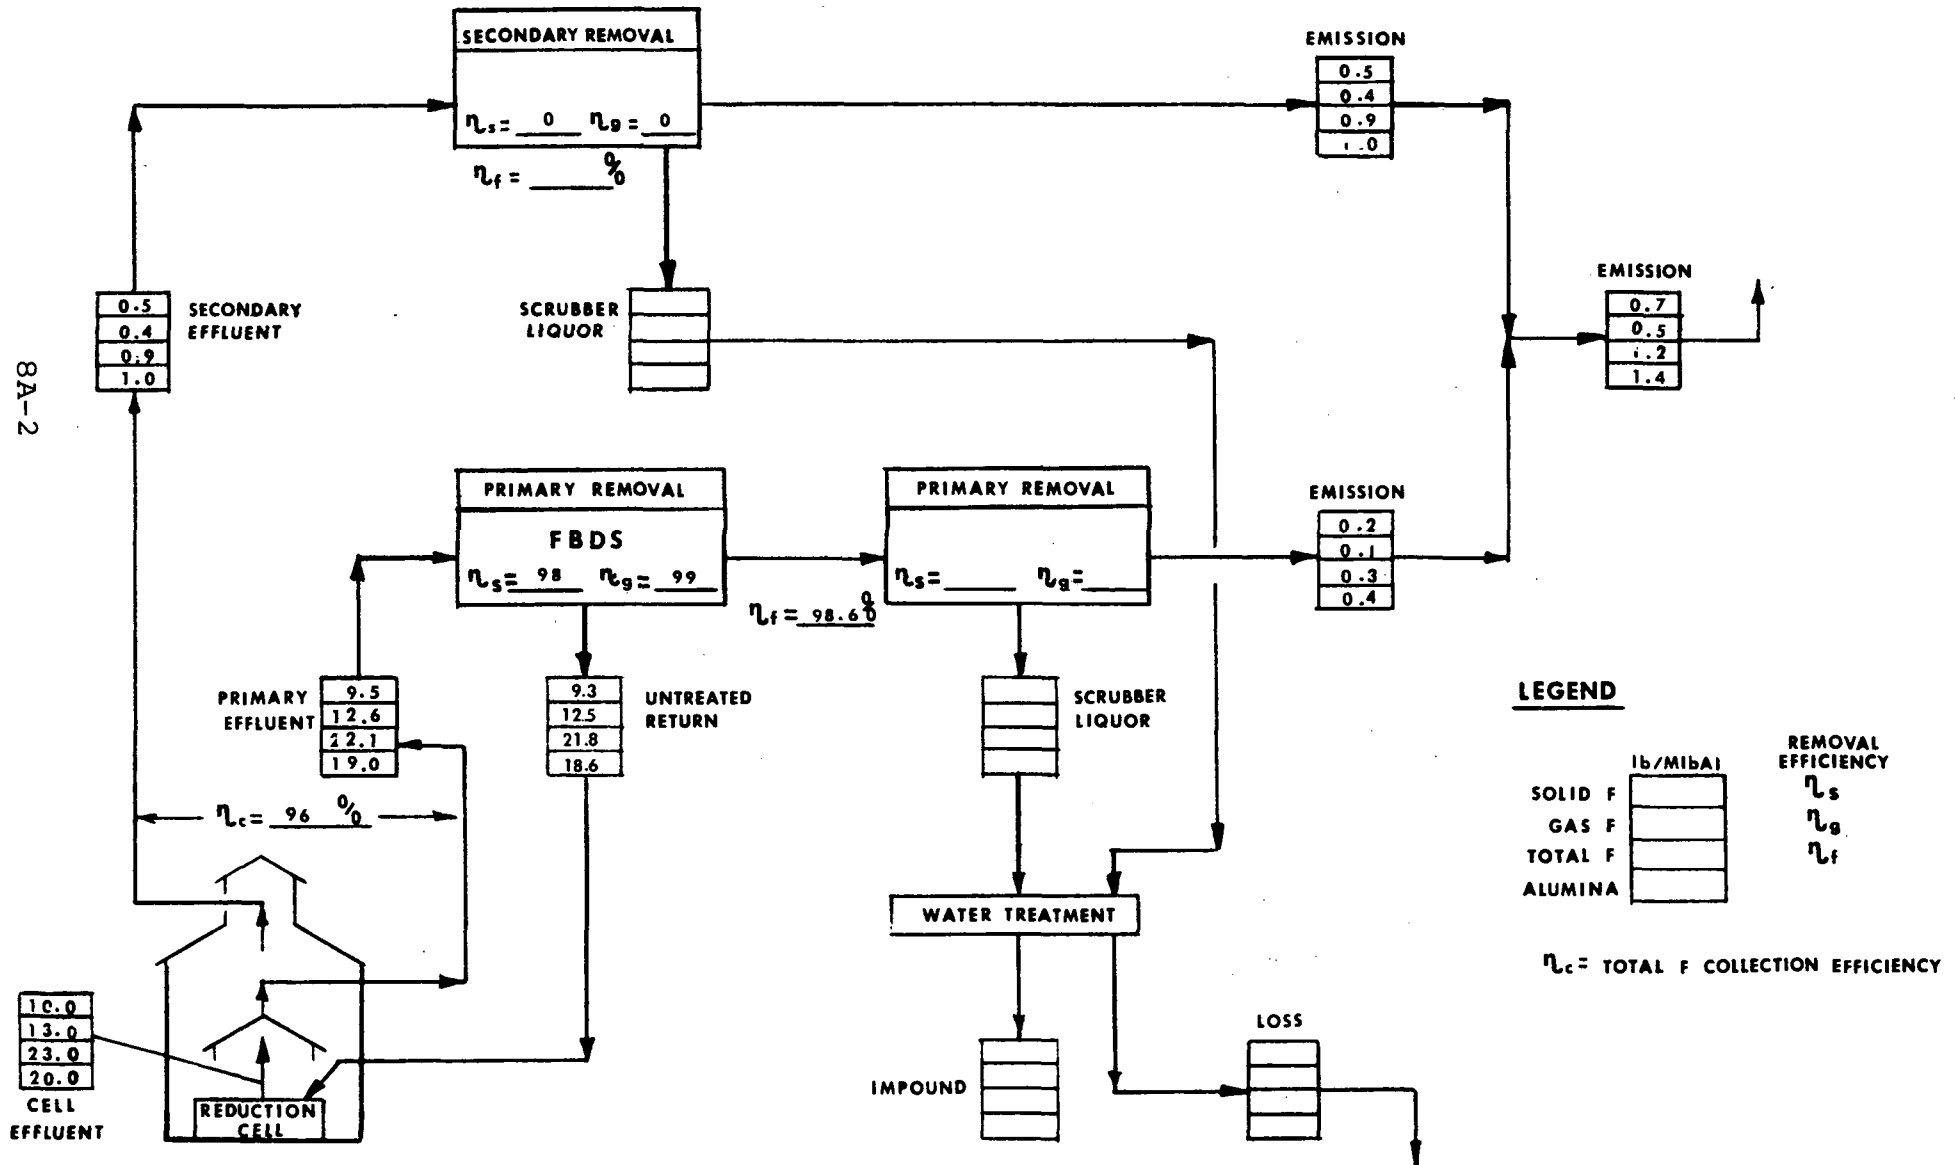 SECONDARY REMOVAL
ηs= 0 ηg= 0
ηf = %
EMISSION
0.5
0.4
0.9
1.0
SECONDARY
EFFLUENT
0.5
0.4
0.9
1.0
SCRUBBER
LIQUOR
EMISSION
0.7
0.5
1.2
1.4
8A-2
PRIMARY REMOVAL
FBDS
ηs= 98 ηg= 99
PRIMARY REMOVAL
ηs= ηg=
ηf = 98.6%
EMISSION
0.2
0.1
0.3
0.4
PRIMARY
EFFLUENT
9.5
12.6
22.1
19.0
9.3
12.5
21.8
18.6
UNTREATED
RETURN
SCRUBBER
LIQUOR
ηc= 96 %
WATER TREATMENT
LEGEND
lb/MlbAl
REMOVAL
EFFICIENCY
SOLID F ηs
GAS F ηg
TOTAL F ηf
ALUMINA
ηc= TOTAL F COLLECTION EFFICIENCY
10.0
13.0
23.0
20.0
CELL
EFFLUENT
REDUCTION
CELL
IMPOUND
LOSS